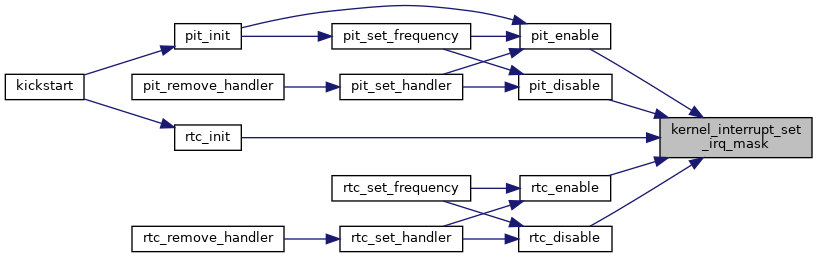 pit_init
pit_set_frequency
pit_enable
kickstart
pit_remove_handler
pit_set_handler
pit_disable
kernel_interrupt_set
_irq_mask
rtc_init
rtc_set_frequency
rtc_enable
rtc_remove_handler
rtc_set_handler
rtc_disable